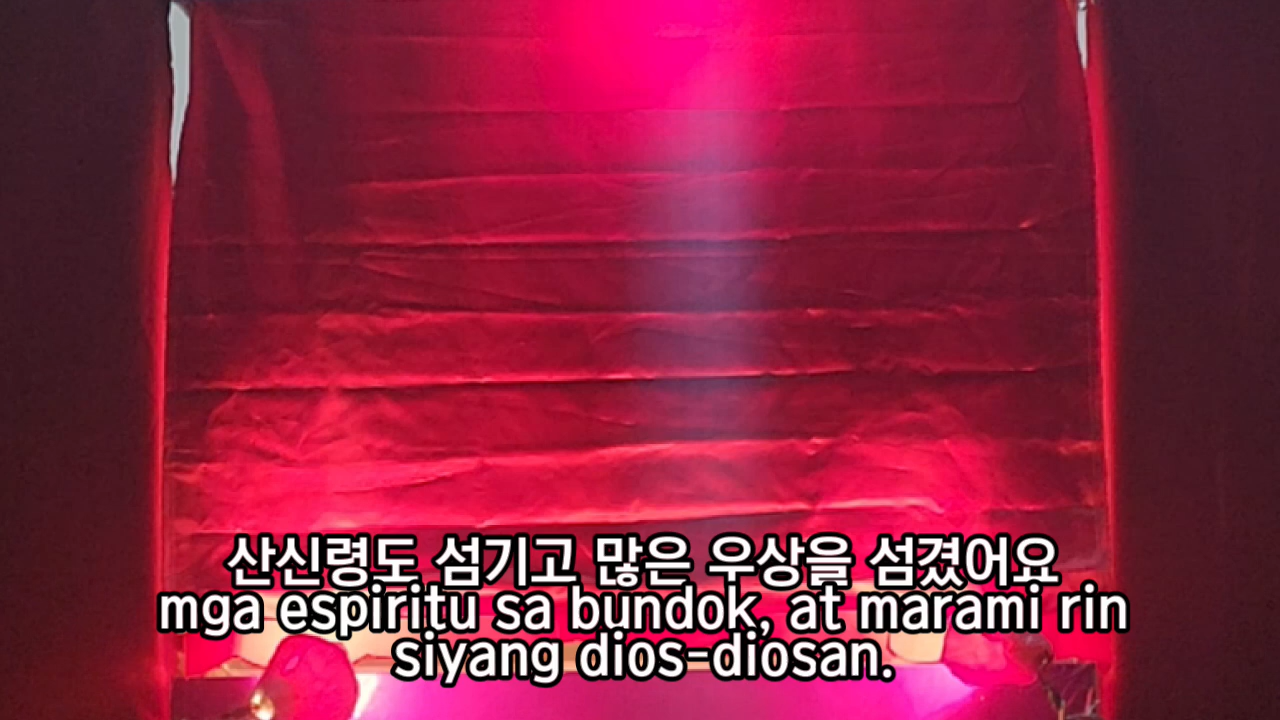 산신령도 섬기고 많은 우상을 섬겼어요
mga espiritu sa bundok, at marami rin
siyang dios-diosan.